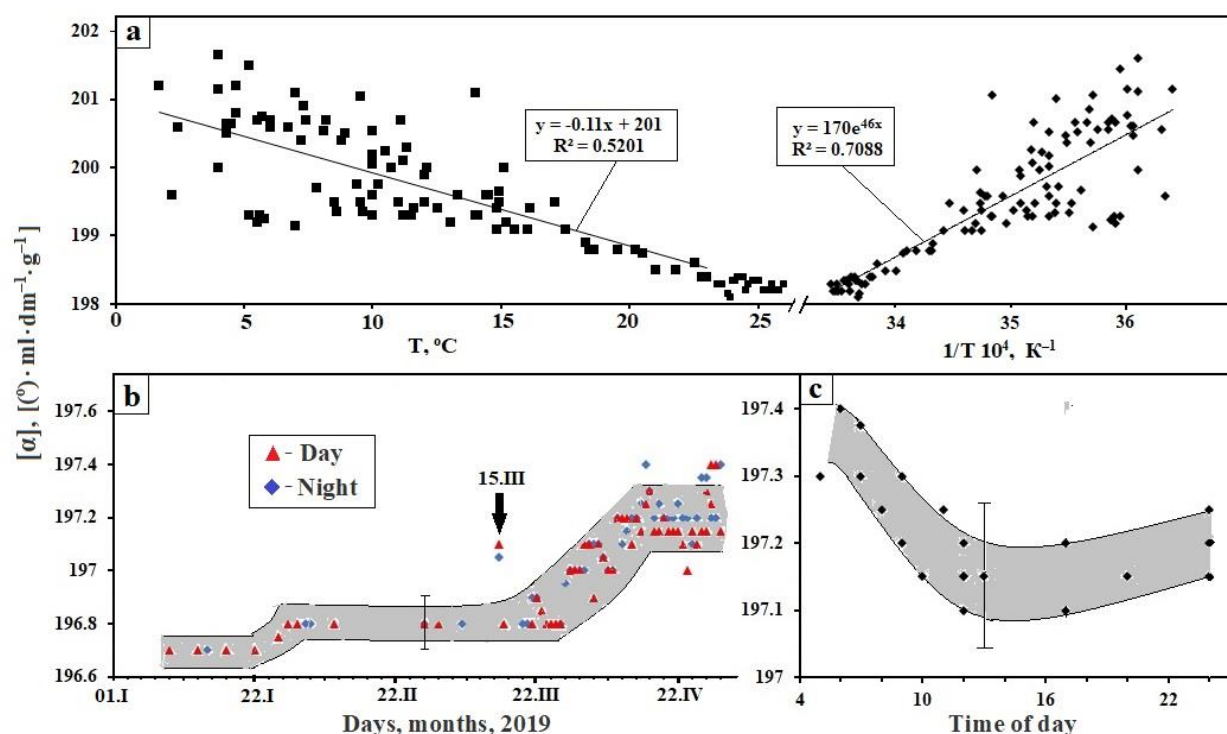 a
202
201
200
199
198
0 5 10 15 20 25
34 35 36
T, ºC
1/T 10⁴, K⁻¹
y = -0.11x + 201
R² = 0.5201
y = 170e⁴⁶ˣ
R² = 0.7088
[α], [(º)·ml·dm⁻¹·g⁻¹]
b
197.6
197.4
197.2
197
196.8
196.6
▲ - Day
◆ - Night
15.III
01.I 22.I 22.II 22.III 22.IV
Days, months, 2019
c
197.4
197.3
197.2
197.1
197
4 10 16 22
Time of day